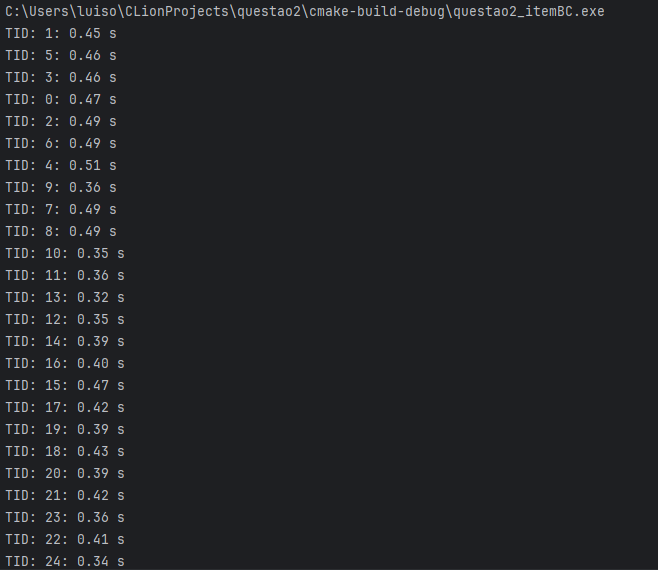 C:\Users\luiso\CLionProjects\questao2\cmake-build-debug\questao2_itemBC.exe
TID: 1: 0.45 s
TID: 5: 0.46 s
TID: 3: 0.46 s
TID: 0: 0.47 s
TID: 2: 0.49 s
TID: 6: 0.49 s
TID: 4: 0.51 s
TID: 9: 0.36 s
TID: 7: 0.49 s
TID: 8: 0.49 s
TID: 10: 0.35 s
TID: 11: 0.36 s
TID: 13: 0.32 s
TID: 12: 0.35 s
TID: 14: 0.39 s
TID: 16: 0.40 s
TID: 15: 0.47 s
TID: 17: 0.42 s
TID: 19: 0.39 s
TID: 18: 0.43 s
TID: 20: 0.39 s
TID: 21: 0.42 s
TID: 23: 0.36 s
TID: 22: 0.41 s
TID: 24: 0.34 s